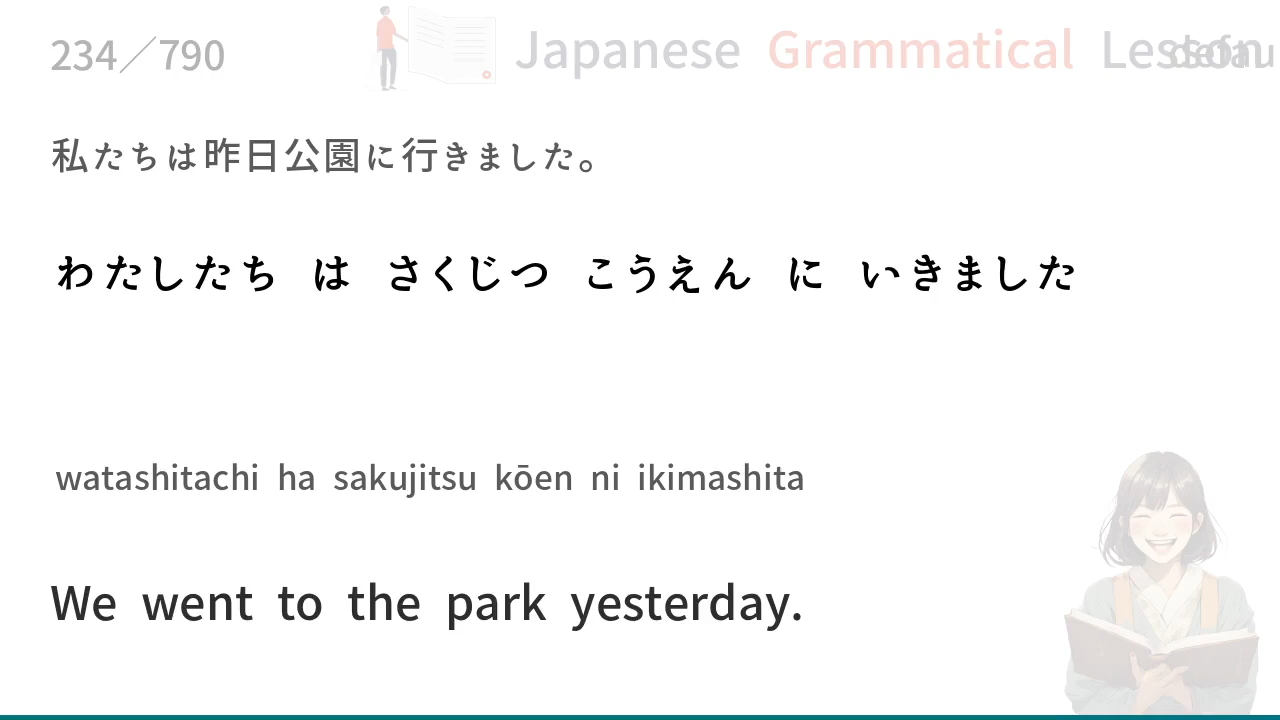 234／790
Japanese Grammatical Lesson
defau
私たちは昨日公園に行きました。
わたしたち は さくじつ こうえん に いきました
watashitachi ha sakujitsu kōen ni ikimashita
We went to the park yesterday.